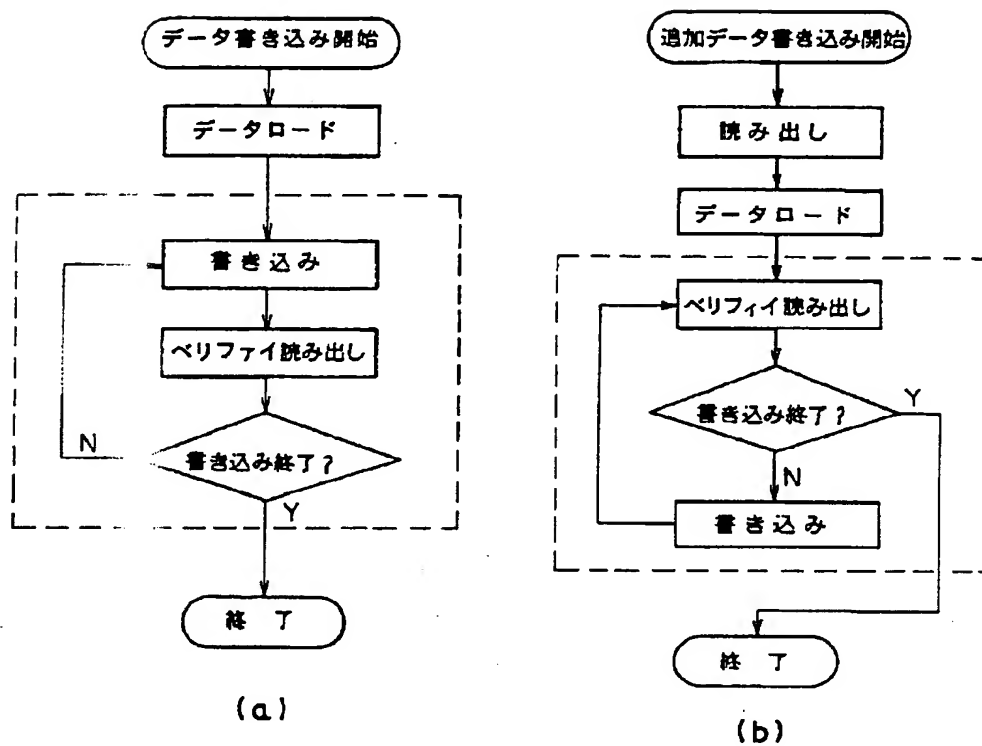 データ書き込み開始
データロード
書き込み
ベリファイ読み出し
書き込み終了?
N
Y
終 了
(a)
追加データ書き込み開始
読み出し
データロード
ベリフィイ読み出し
書き込み終了?
Y
N
書き込み
終 了
(b)